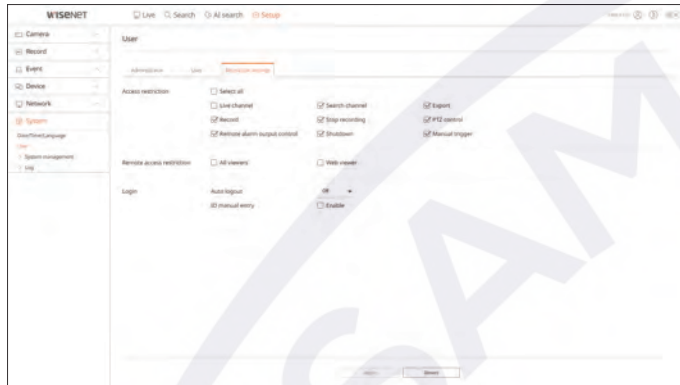 WISENET Live Search AI search Setup
Camera
Record
Event
Device
Network
System
Date/Time/Language
User
System management
Log
User
Administrator User Permission settings
Access restriction Select all
Live channel Search channel Export
Record Stop recording PTZ control
Remote alarm output control Shutdown Manual trigger
Remote access restriction All viewers Web viewer
Login Auto logout Off
ID manual entry Enable
SAM